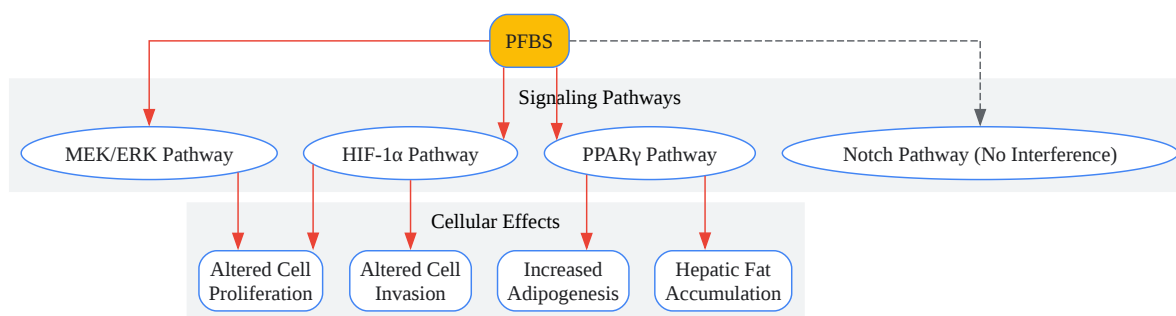 PFBS
Signaling Pathways
MEK/ERK Pathway
HIF-1α Pathway
PPARγ Pathway
Notch Pathway (No Interference)
Cellular Effects
Altered Cell
Proliferation
Altered Cell
Invasion
Increased
Adipogenesis
Hepatic Fat
Accumulation